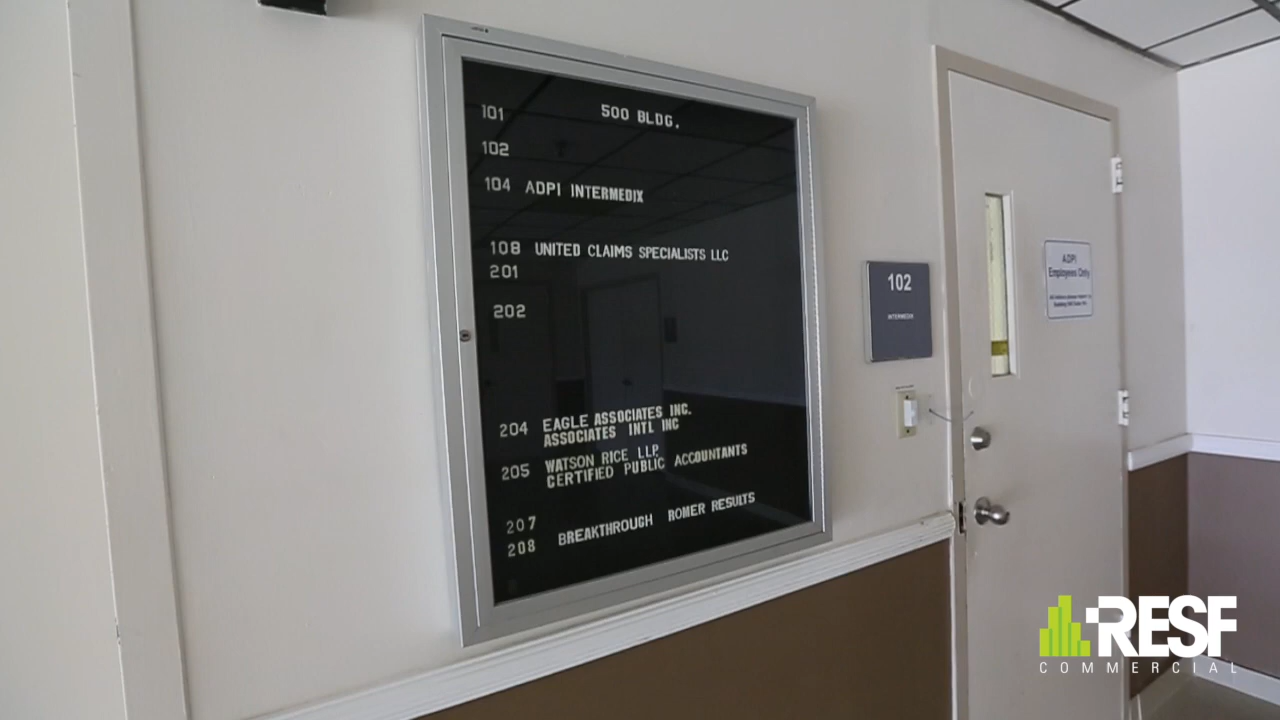 500 BLDG.
101
102
104 ADPI INTERMEDIX
108 UNITED CLAIMS SPECIALISTS LLC
201
202
204 EAGLE ASSOCIATES INC.
ASSOCIATES INTL INC
205 WATSON RICE LLP,
CERTIFIED PUBLIC ACCOUNTANTS
207
208 BREAKTHROUGH ROMER RESULTS
102
INTERMEDIX
ADPI
Employees Only
RESF
COMMERCIAL